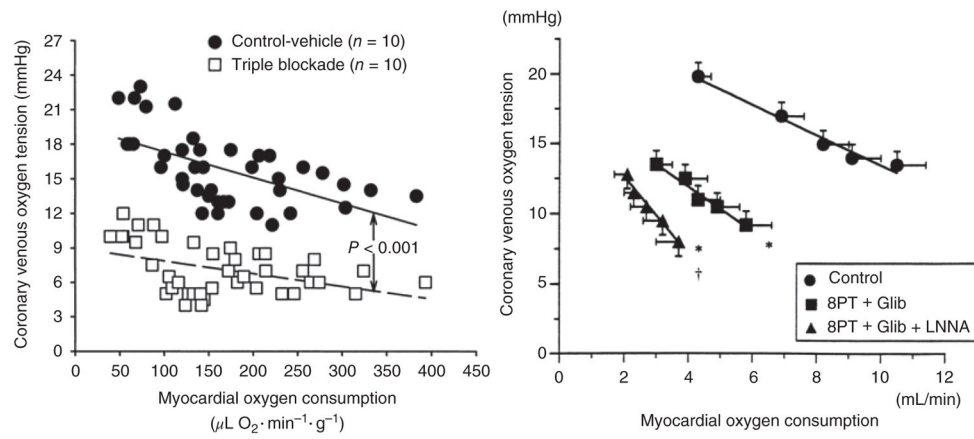 Coronary venous oxygen tension (mmHg)
27
24
21
18
15
12
9
6
3
0
Control-vehicle (n = 10)
Triple blockade (n = 10)
P < 0.001
0 50 100 150 200 250 300 350 400 450
Myocardial oxygen consumption
(μL O₂·min⁻¹·g⁻¹)
(mmHg)
Coronary venous oxygen tension
20
15
10
5
0
*
†
*
Control
8PT + Glib
8PT + Glib + LNNA
0 2 4 6 8 10 12
(mL/min)
Myocardial oxygen consumption